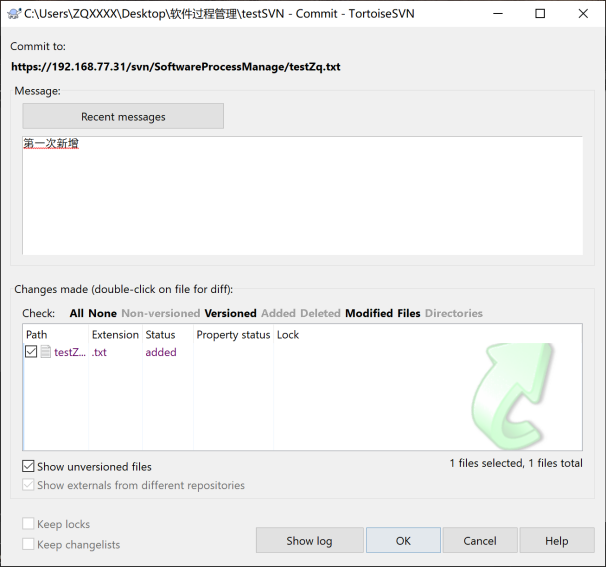 C:\Users\ZQXXXX\Desktop\软件过程管理\testSVN - Commit - TortoiseSVN
Commit to:
https://192.168.77.31/svn/SoftwareProcessManage/testZq.txt
Message:
Recent messages
第一次新增
Changes made (double-click on file for diff):
Check: All None Non-versioned Versioned Added Deleted Modified Files Directories
Path Extension Status Property status Lock
testZ... .txt added
Show unversioned files 1 files selected, 1 files total
Show externals from different repositories
Keep locks
Keep changelists
Show log OK Cancel Help